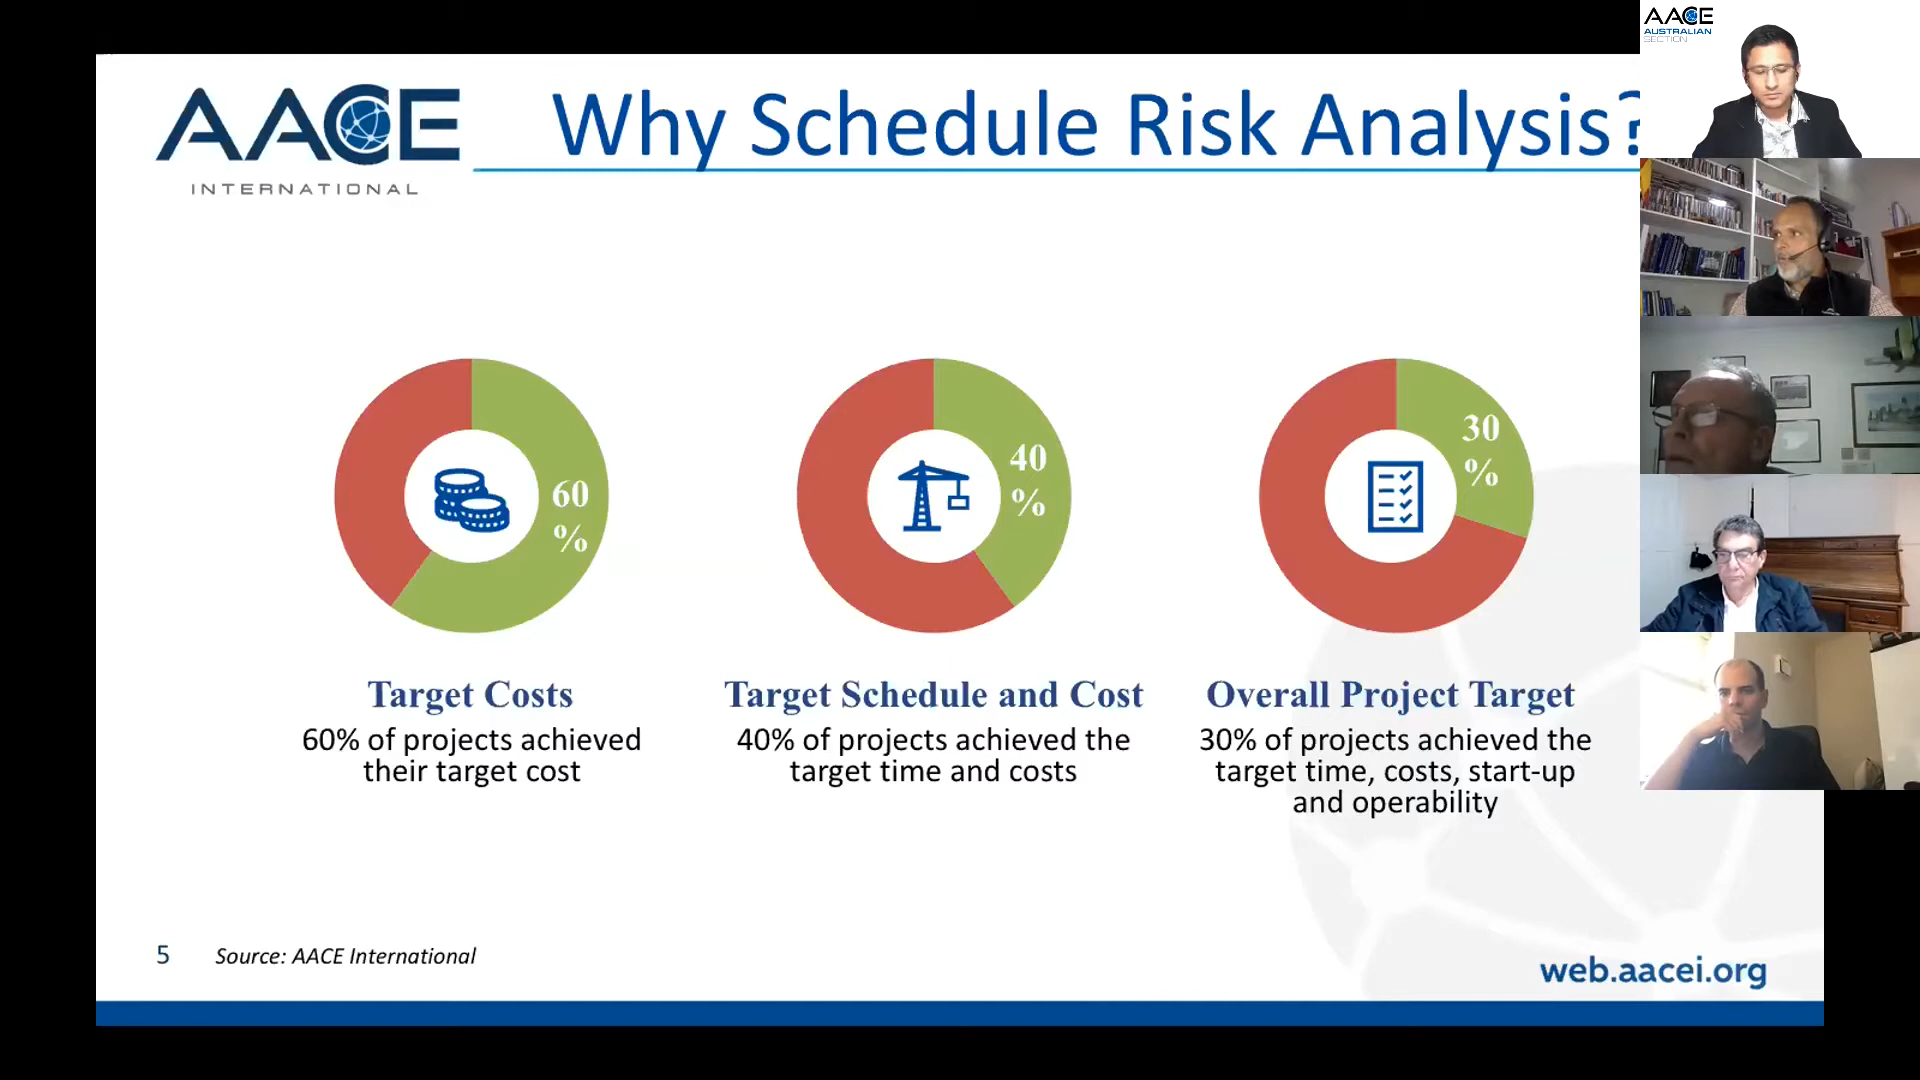 AACE
INTERNATIONAL
Why Schedule Risk Analysis?
AACE
AUSTRALIAN
SECTION
60
%
40
%
30
%
Target Costs
60% of projects achieved
their target cost
Target Schedule and Cost
40% of projects achieved the
target time and costs
Overall Project Target
30% of projects achieved the
target time, costs, start-up
and operability
5
Source: AACE International
web.aacei.org